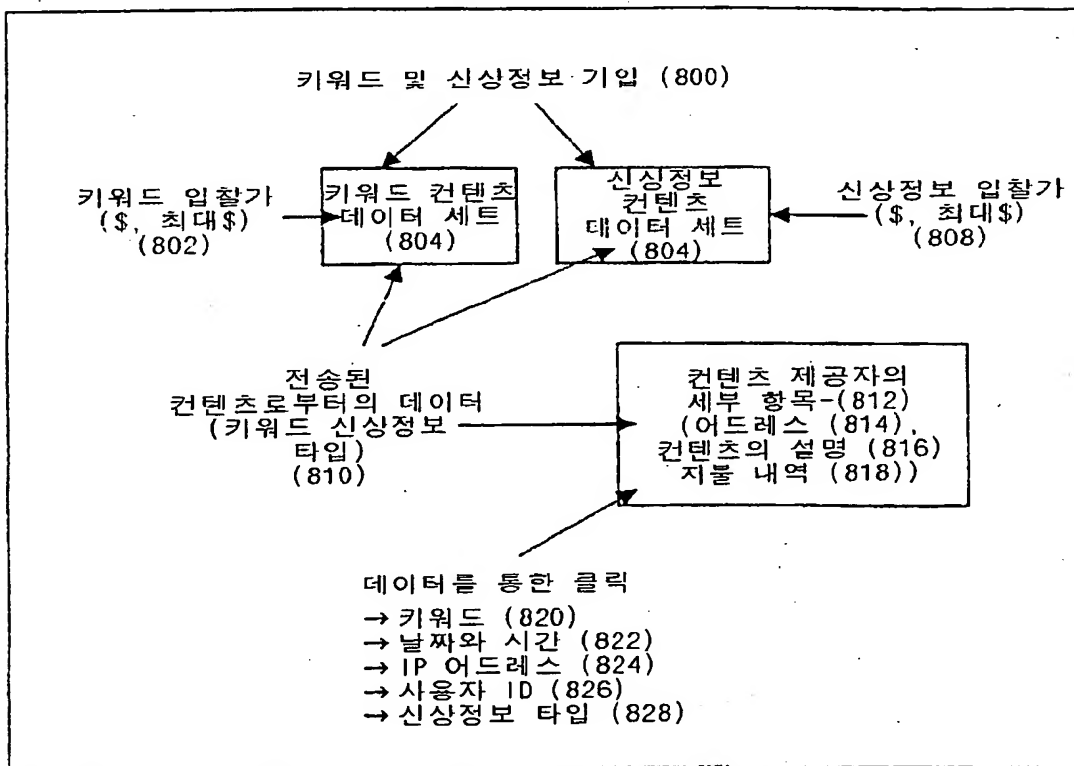 키워드 및 신상정보 기입 (800)
키워드 입찰가
($, 최대$)
(802)
키워드 컨텐츠
데이터 세트
(804)
신상정보
컨텐츠
데이터 세트
(804)
신상정보 입찰가
($, 최대$)
(808)
전송된
컨텐츠로부터의 데이터
(키워드 신상정보
타입)
(810)
컨텐츠 제공자의
세부 항목-(812)
(어드레스 (814),
컨텐츠의 설명 (816)
지불 내역 (818))
데이터를 통한 클릭
→ 키워드 (820)
→ 날짜와 시간 (822)
→ IP 어드레스 (824)
→ 사용자 ID (826)
→ 신상정보 타입 (828)